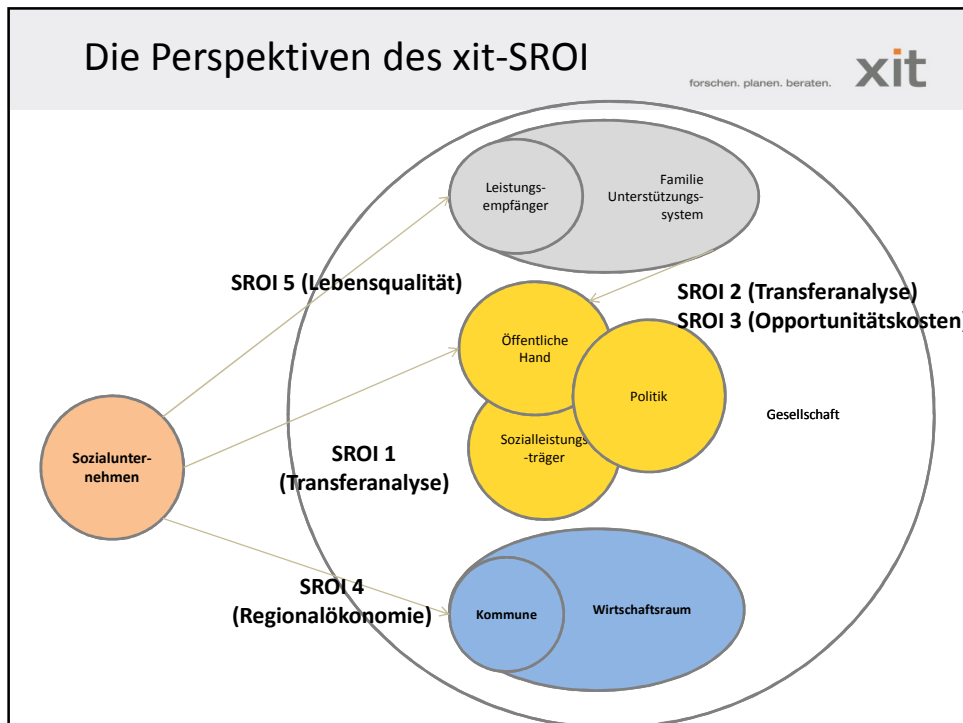 Die Perspektiven des xit-SROI
forschen. planen. beraten.
xit
Leistungs-
empfänger
Familie
Unterstützungs-
system
SROI 5 (Lebensqualität)
SROI 2 (Transferanalyse)
SROI 3 (Opportunitätskosten)
Öffentliche
Hand
Politik
Gesellschaft
Sozialunter-
nehmen
SROI 1
(Transferanalyse)
Sozialleistungs
-träger
SROI 4
(Regionalökonomie)
Kommune
Wirtschaftsraum